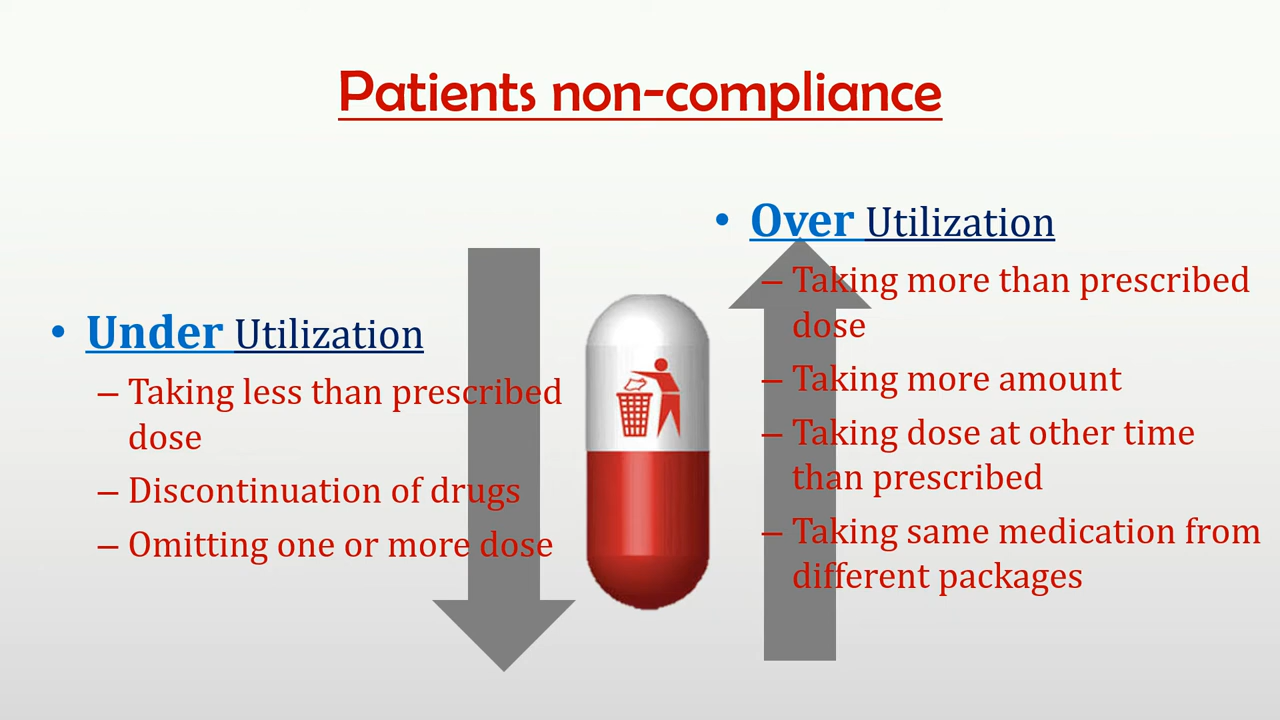 Patients non-compliance
• Under Utilization
– Taking less than prescribed
dose
– Discontinuation of drugs
– Omitting one or more dose
• Over Utilization
– Taking more than prescribed
dose
– Taking more amount
– Taking dose at other time
than prescribed
– Taking same medication from
different packages